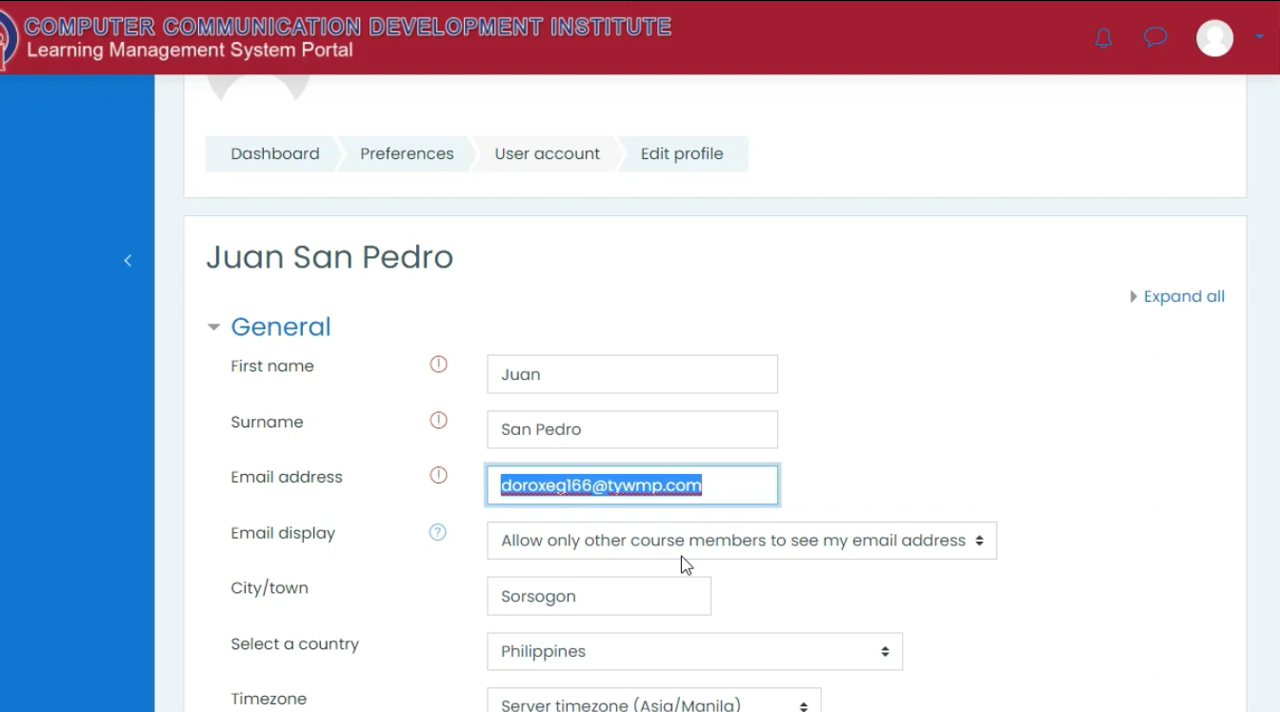 COMPUTER COMMUNICATION DEVELOPMENT INSTITUTE
Learning Management System Portal
Dashboard Preferences User account Edit profile
Juan San Pedro
Expand all
General
First name Juan
Surname San Pedro
Email address doroxeg166@tywmp.com
Email display Allow only other course members to see my email address
City/town Sorsogon
Select a country Philippines
Timezone Server timezone (Asia/Manila)